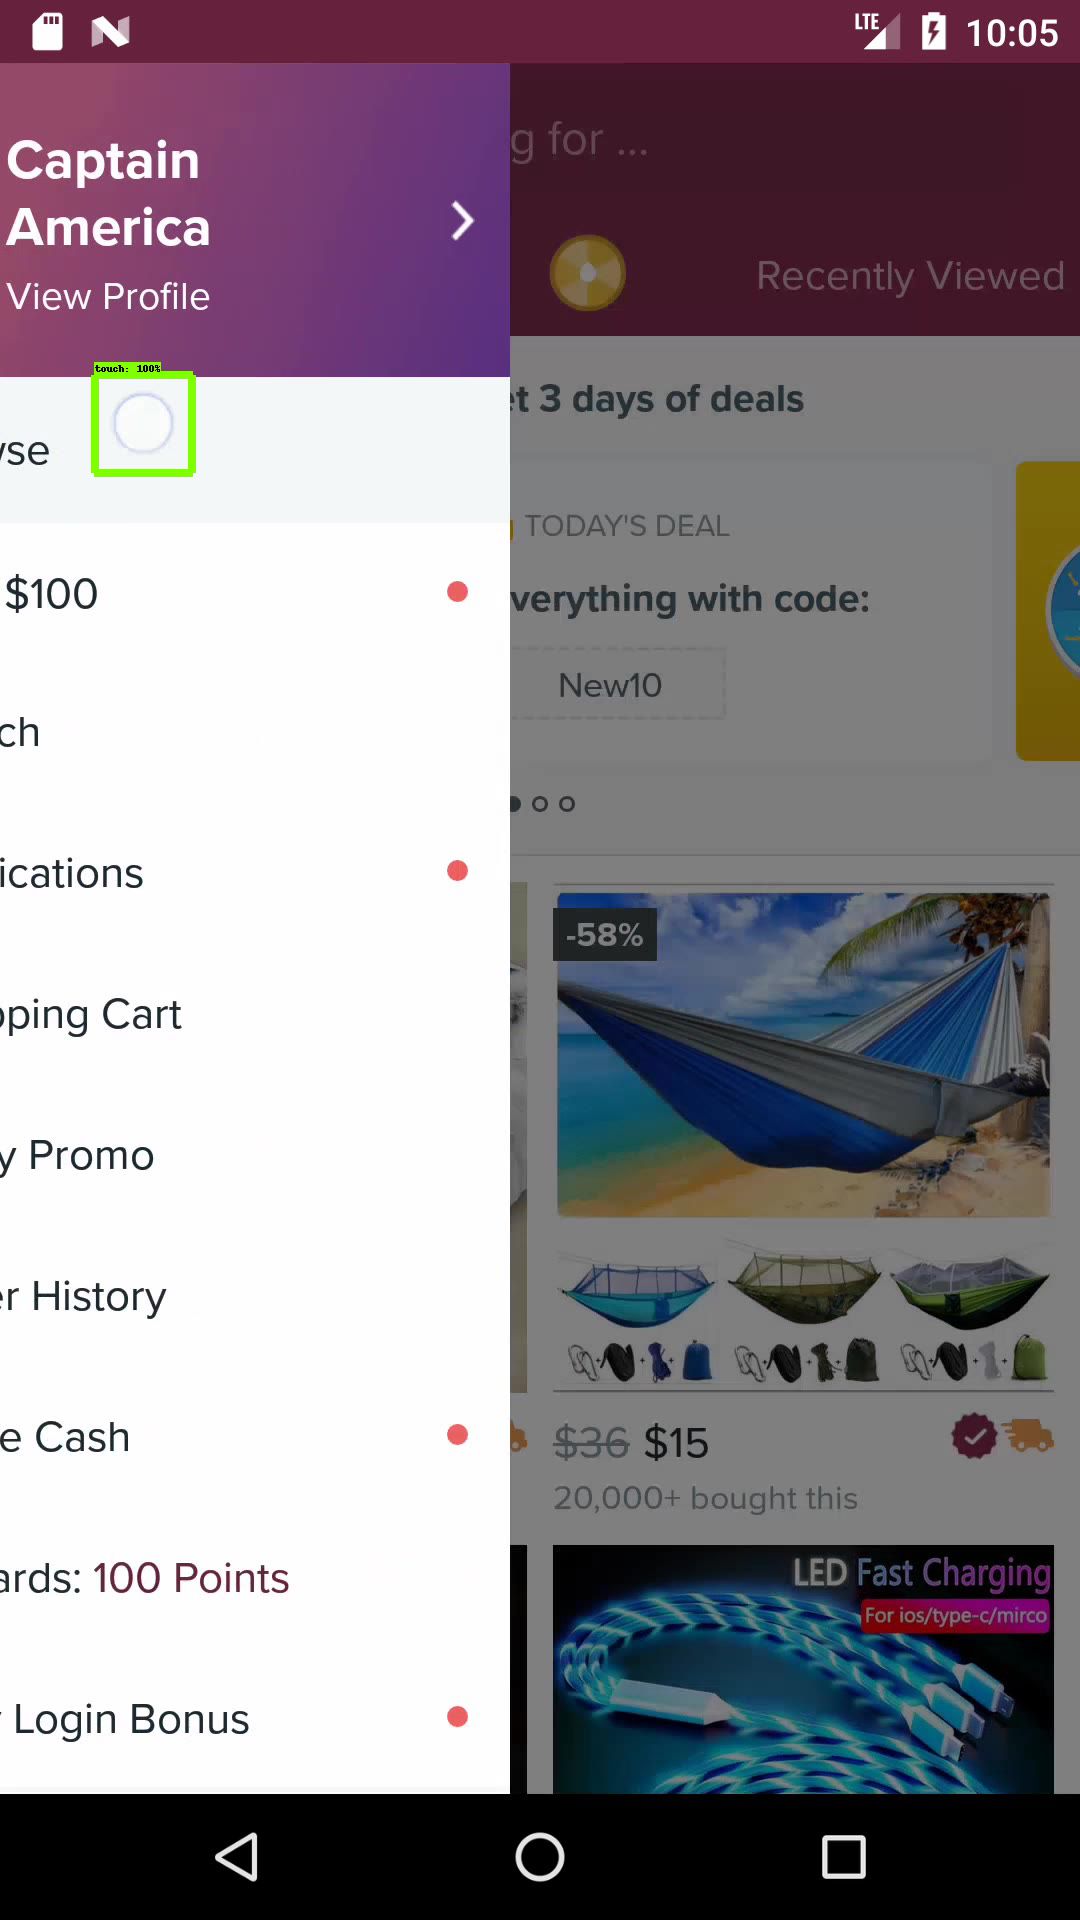 LTE 10:05
Captain
America
View Profile
g for ...
Recently Viewed
touch: 100%
wse
et 3 days of deals
TODAY'S DEAL
$100
verything with code:
New10
ch
ications
-58%
pping Cart
y Promo
er History
e Cash
$36 $15
20,000+ bought this
ards: 100 Points
LED Fast Charging
For ios/type-c/mirco
y Login Bonus